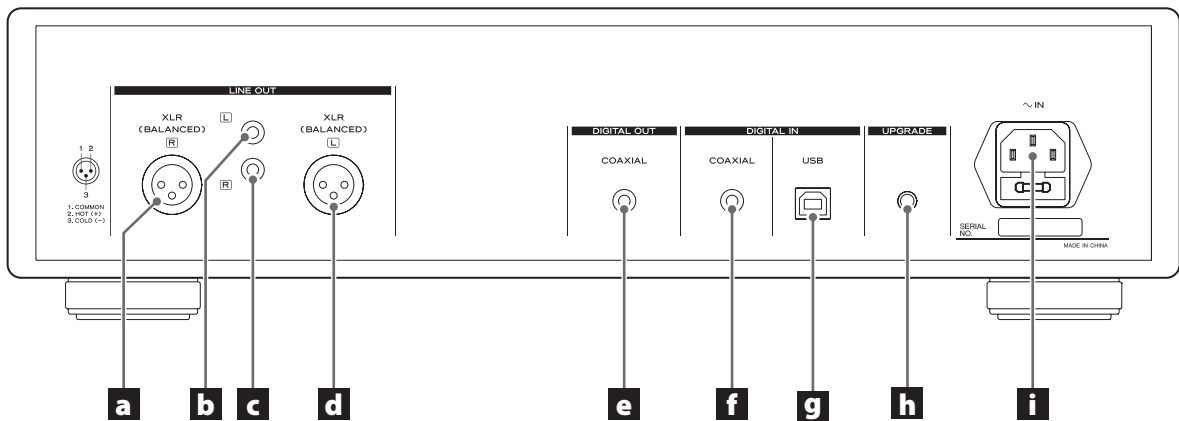 LINE OUT
XLR
(BALANCED)
R
L
R
XLR
(BALANCED)
L
1 2
3
1. COMMON
2. HOT (+)
3. COLD (−)
DIGITAL OUT
COAXIAL
DIGITAL IN
COAXIAL
USB
UPGRADE
~ IN
SERIAL
NO.
MADE IN CHINA
a b c d e f g h i